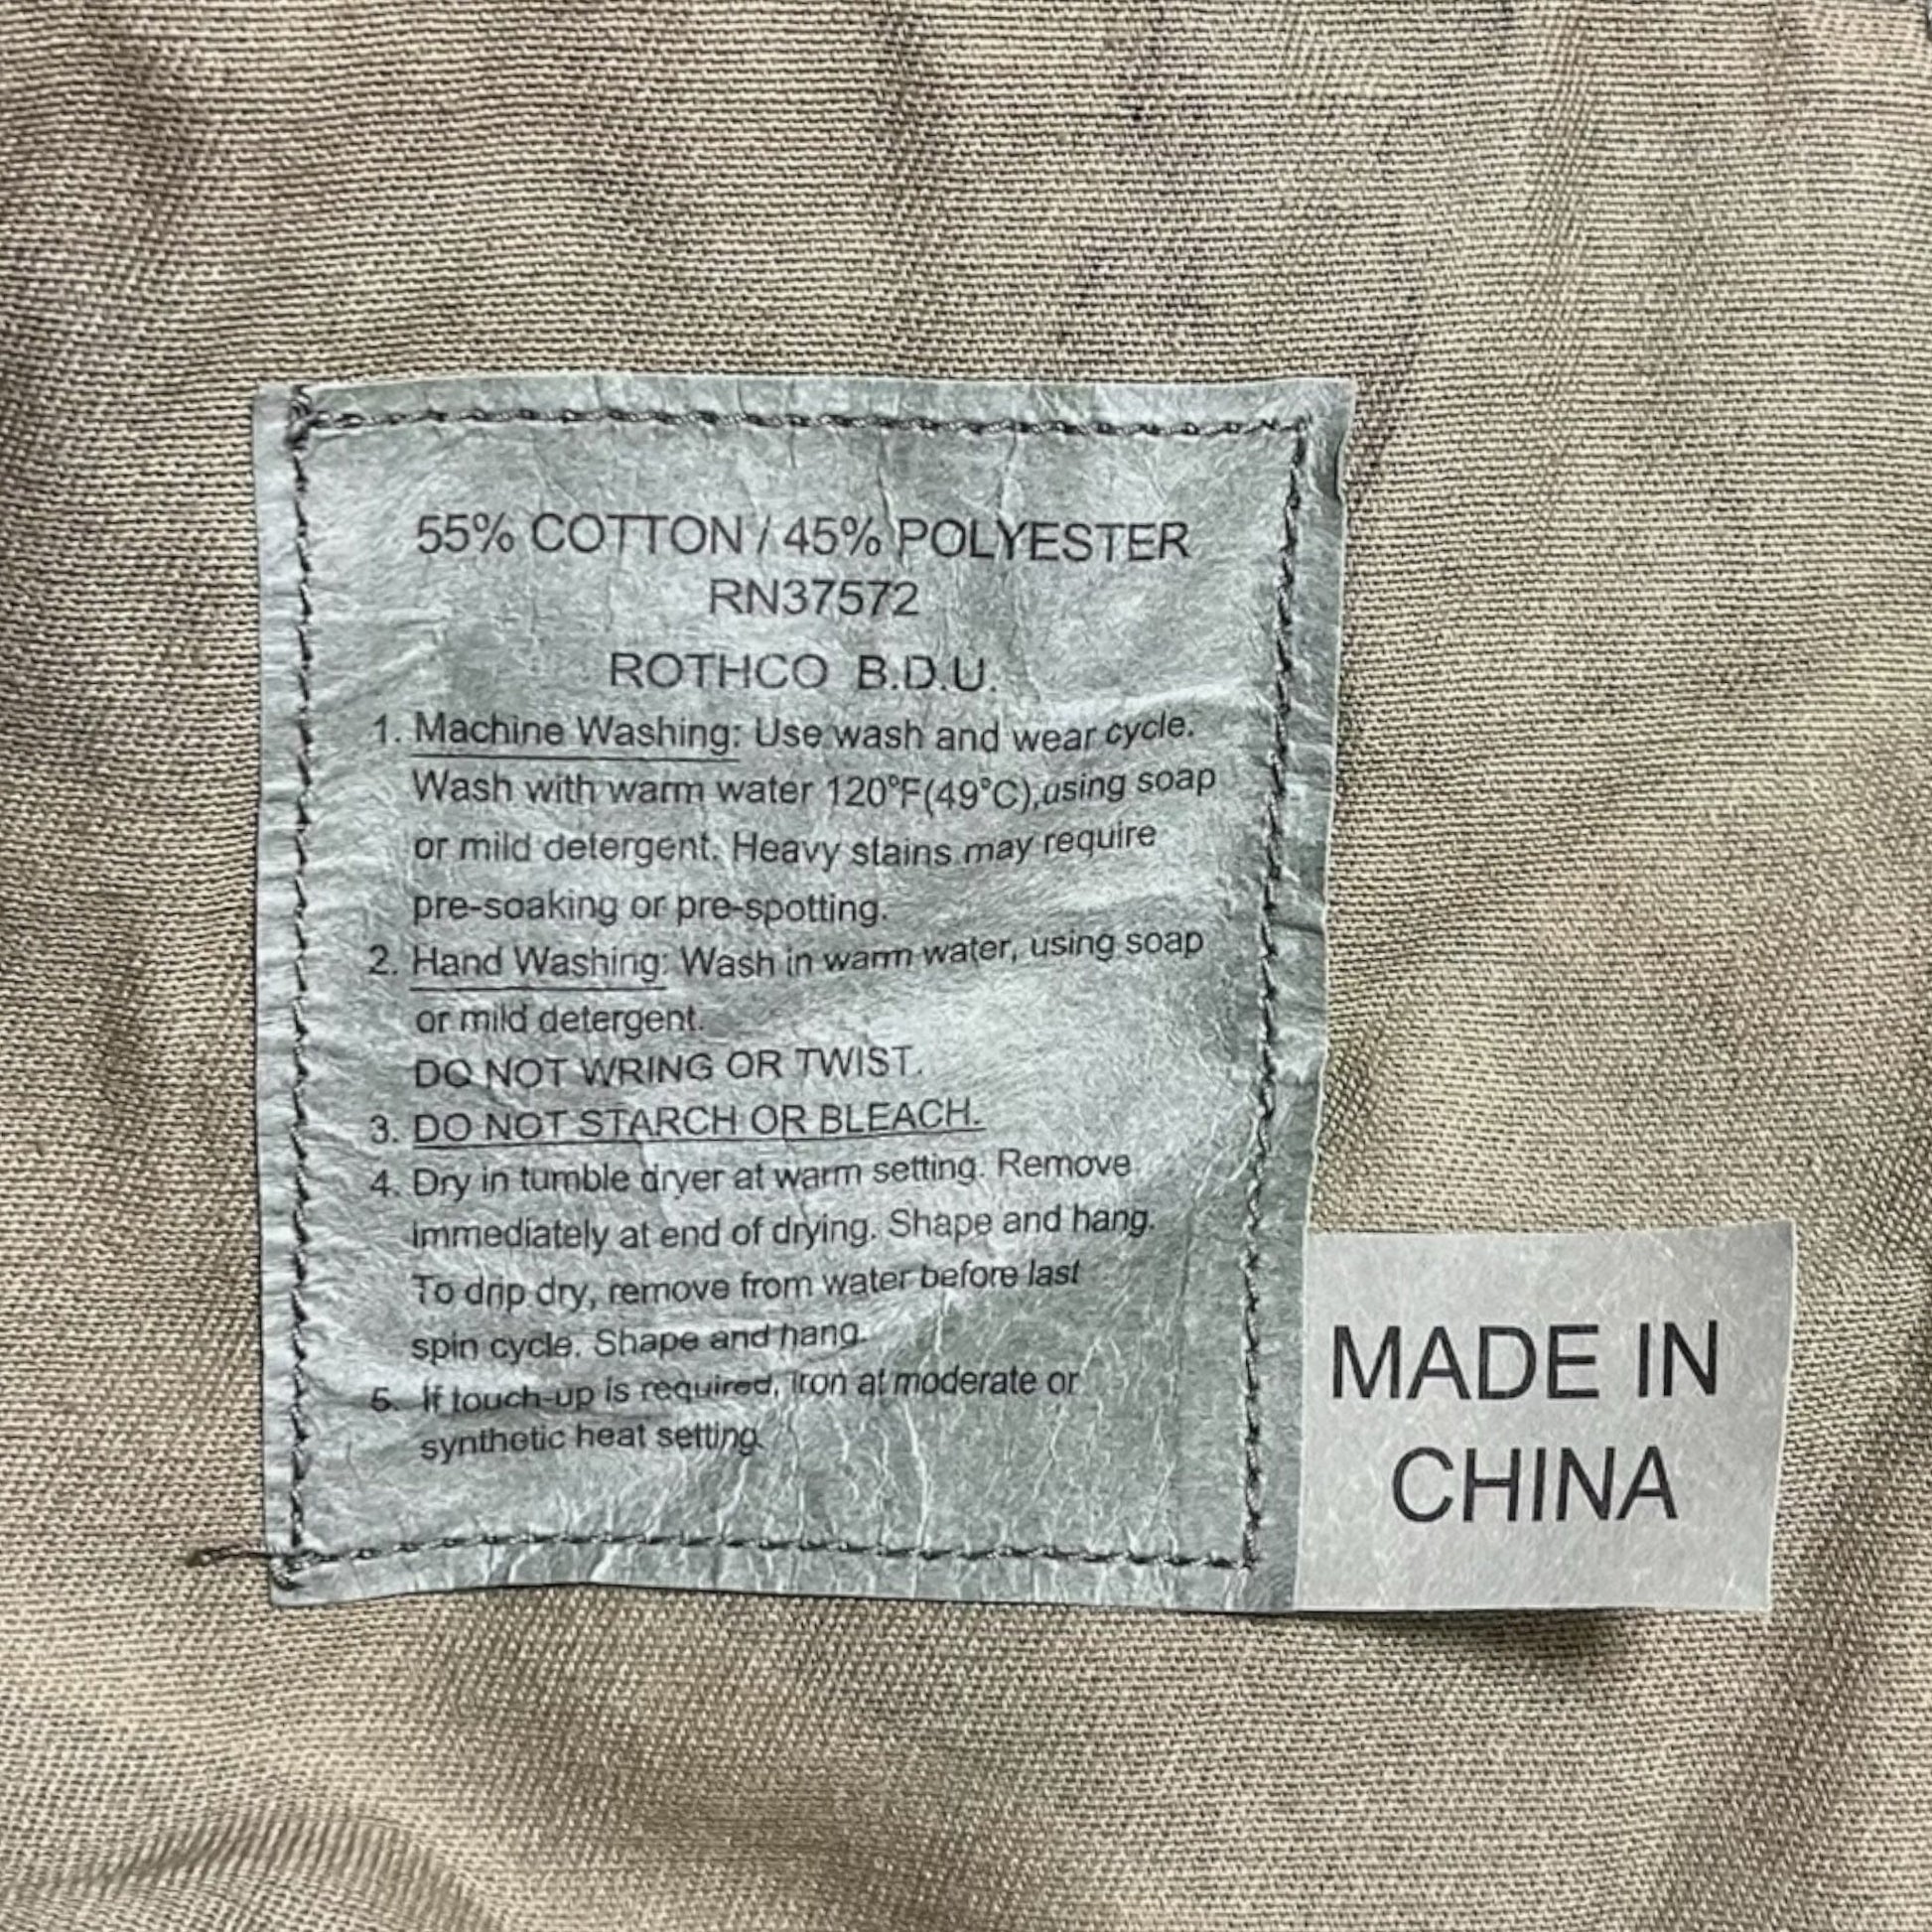 55% COTTON / 45% POLYESTER
RN37572
ROTHCO B.D.U.
1. Machine Washing: Use wash and wear cycle.
Wash with warm water 120°F(49°C),using soap
or mild detergent. Heavy stains may require
pre-soaking or pre-spotting.
2. Hand Washing: Wash in warm water, using soap
or mild detergent.
DO NOT WRING OR TWIST.
3. DO NOT STARCH OR BLEACH.
4. Dry in tumble dryer at warm setting. Remove
immediately at end of drying. Shape and hang.
To drip dry, remove from water before last
spin cycle. Shape and hang.
5. If touch-up is required, iron at moderate or
synthetic heat setting.
MADE IN
CHINA